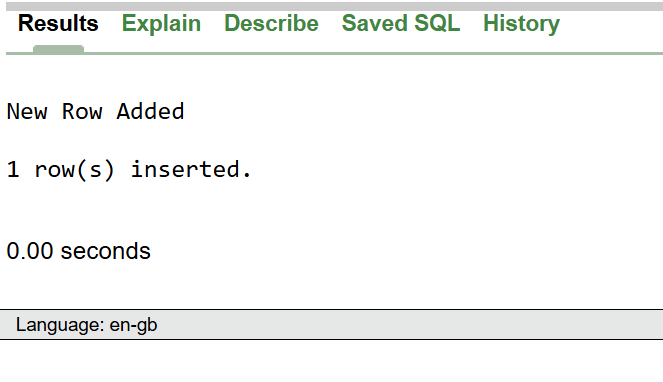 Results Explain Describe Saved SQL History
New Row Added
1 row(s) inserted.
0.00 seconds
Language: en-gb